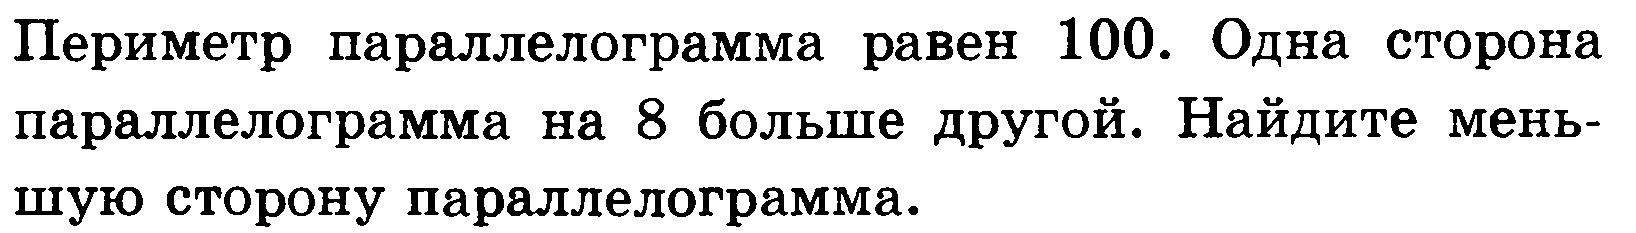 Периметр параллелограмма равен 100. Одна сторона
параллелограмма на 8 больше другой. Найдите мень-
шую сторону параллелограмма.